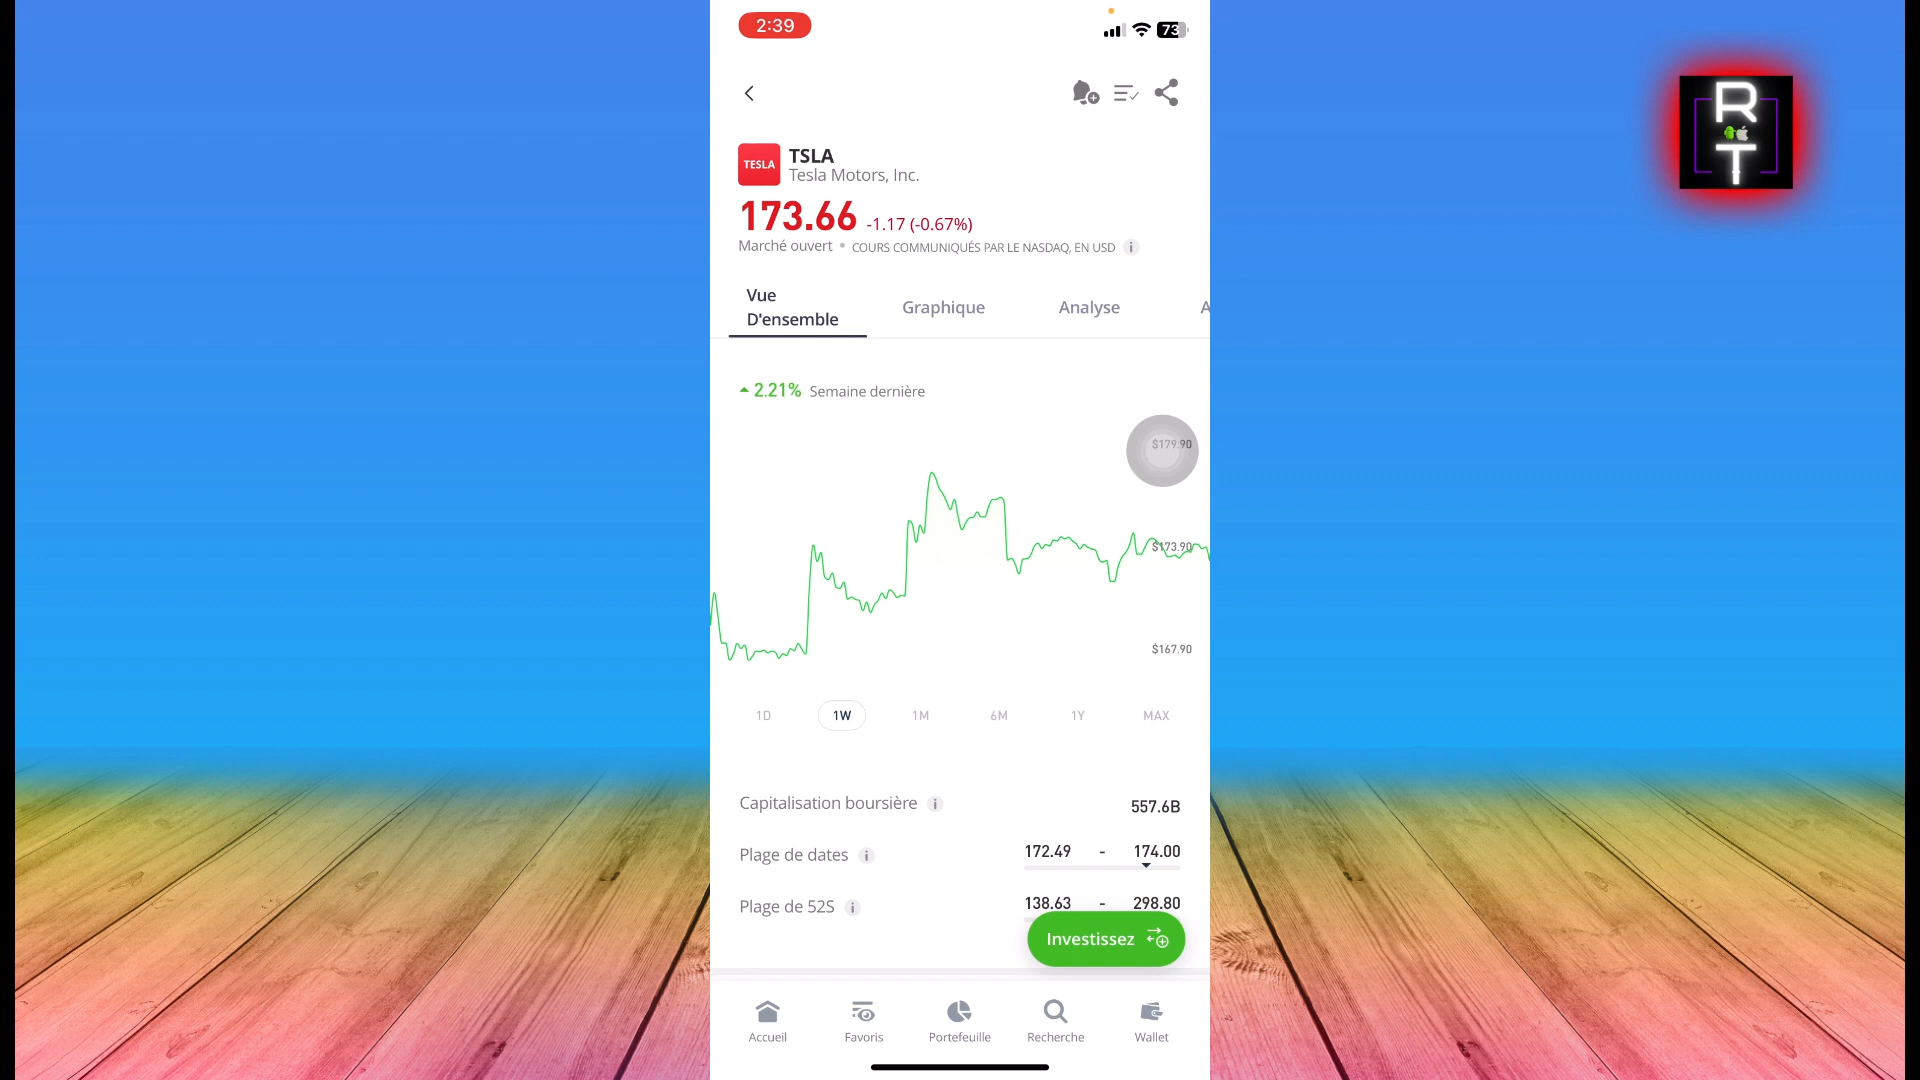 2:39
73
R
T
TESLA
TSLA
Tesla Motors, Inc.
173.66 -1.17 (-0.67%)
Marché ouvert • COURS COMMUNIQUÉS PAR LE NASDAQ, EN USD i
Vue
D'ensemble
Graphique
Analyse
A
2.21% Semaine dernière
$179.90
$173.90
$167.90
1D 1W 1M 6M 1Y MAX
Capitalisation boursière i 557.6B
Plage de dates i 172.49 - 174.00
Plage de 52S i 138.63 - 298.80
Investissez
Accueil Favoris Portefeuille Recherche Wallet